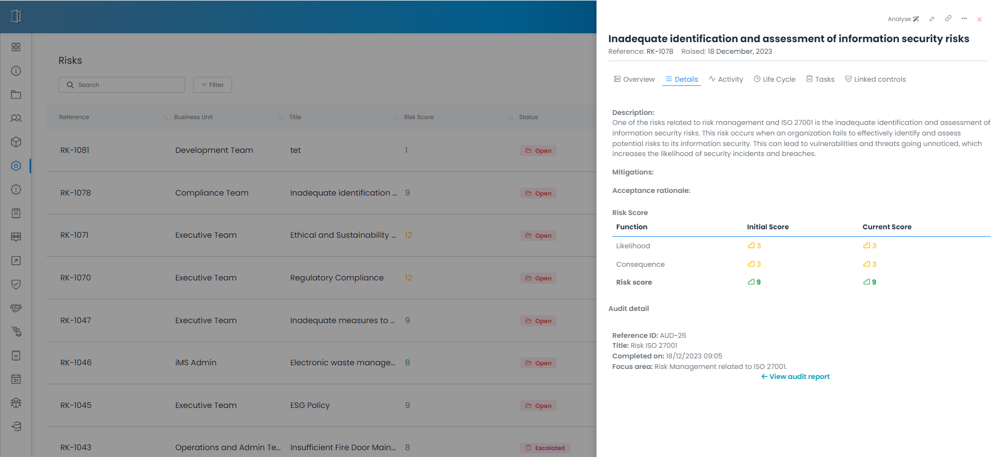 Risks
Search
Filter
Reference Business Unit Title Risk Score Status
RK-1081 Development Team tet 1 Open
RK-1078 Compliance Team Inadequate identification ... 9 Open
RK-1071 Executive Team Ethical and Sustainability ... 12 Open
RK-1070 Executive Team Regulatory Compliance 12 Open
RK-1047 Executive Team Inadequate measures to ... 9 Open
RK-1046 iMS Admin Electronic waste manage... 8 Open
RK-1045 Executive Team ESG Policy 9 Open
RK-1043 Operations and Admin Te... Insufficient Fire Door Main... 8 Escalated
31
Analyse
Inadequate identification and assessment of information security risks
Reference: RK-1078 Raised: 18 December, 2023
Overview Details Activity Life Cycle Tasks Linked controls
Description:
One of the risks related to risk management and ISO 27001 is the inadequate identification and assessment of
information security risks. This risk occurs when an organization fails to effectively identify and assess
potential risks to its information security. This can lead to vulnerabilities and threats going unnoticed, which
increases the likelihood of security incidents and breaches.
Mitigations:
Acceptance rationale:
Risk Score
Function Initial Score Current Score
Likelihood 3 3
Consequence 3 3
Risk score 9 9
Audit detail
Reference ID: AUD-26
Title: Risk ISO 27001
Completed on: 18/12/2023 09:05
Focus area: Risk Management related to ISO 27001.
← View audit report